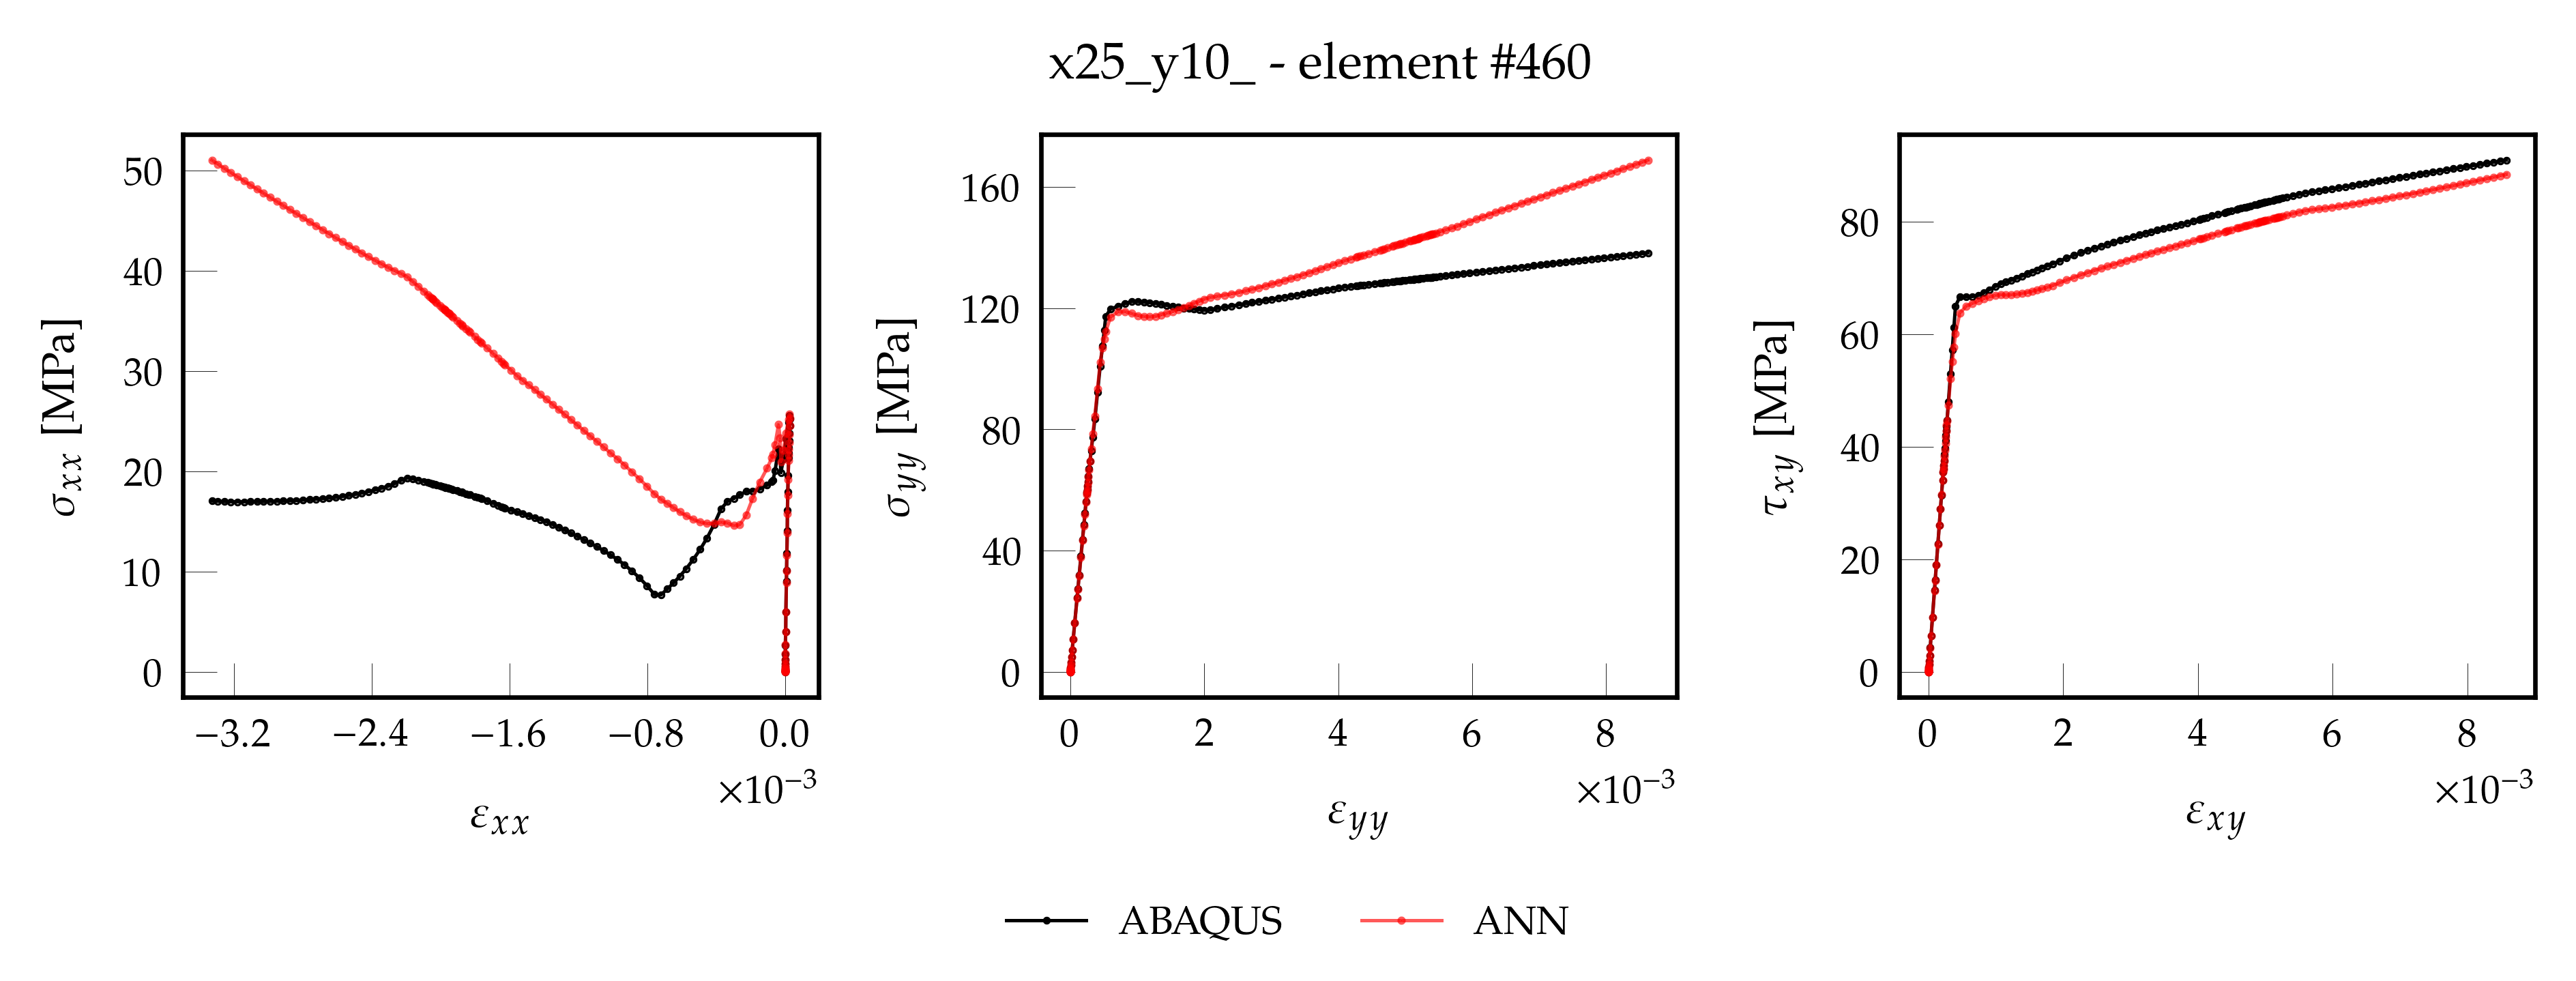 x25_y10_ - element #460
σxx [MPa]
50
40
30
20
10
0
−3.2 −2.4 −1.6 −0.8 0.0
×10−3
εxx
σyy [MPa]
160
120
80
40
0
0 2 4 6 8
×10−3
εyy
τxy [MPa]
80
60
40
20
0
0 2 4 6 8
×10−3
εxy
ABAQUS ANN